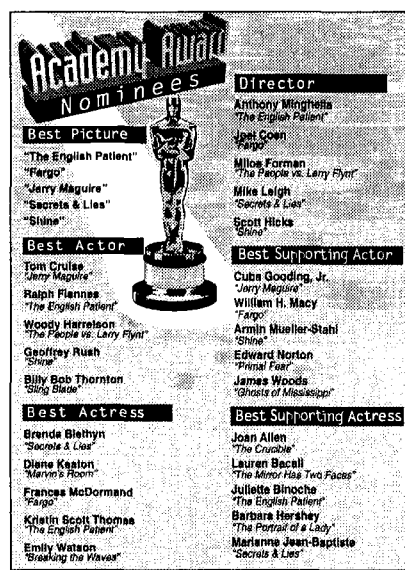 Academy Award
Nominees
Best Picture
"The English Patient"
"Fargo"
"Jerry Maguire"
"Secrets & Lies"
"Shine"
Best Actor
Tom Cruise
"Jerry Maguire"
Ralph Fiennes
"The English Patient"
Woody Harrelson
"The People vs. Larry Flynt"
Geoffrey Rush
"Shine"
Billy Bob Thornton
"Sling Blade"
Best Actress
Brenda Blethyn
"Secrets & Lies"
Diane Keaton
"Marvin's Room"
Frances McDormand
"Fargo"
Kristin Scott Thomas
"The English Patient"
Emily Watson
"Breaking the Waves"
Director
Anthony Minghella
"The English Patient"
Joel Coen
"Fargo"
Milos Forman
"The People vs. Larry Flynt"
Mike Leigh
"Secrets & Lies"
Scott Hicks
"Shine"
Best Supporting Actor
Cuba Gooding, Jr.
"Jerry Maguire"
William H. Macy
"Fargo"
Armin Mueller-Stahl
"Shine"
Edward Norton
"Primal Fear"
James Woods
"Ghosts of Mississippi"
Best Supporting Actress
Joan Allen
"The Crucible"
Lauren Bacall
"The Mirror Has Two Faces"
Juliette Binoche
"The English Patient"
Barbara Hershey
"The Portrait of a Lady"
Marianne Jean-Baptiste
"Secrets & Lies"